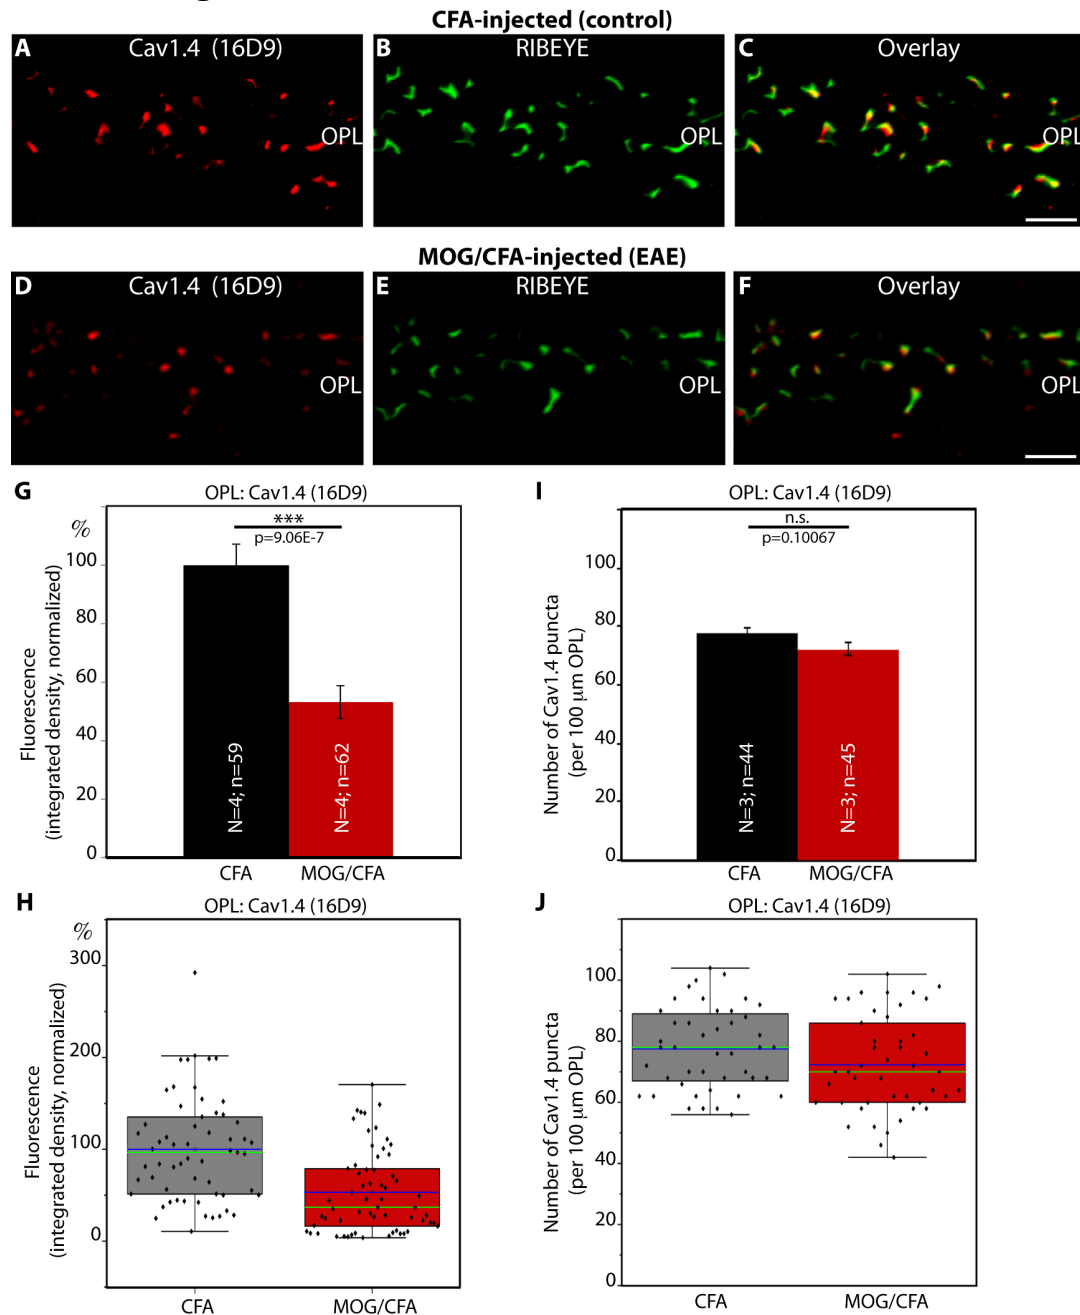 CFA-injected (control)
A Cav1.4 (16D9)
B RIBEYE
C Overlay
OPL
OPL
OPL
MOG/CFA-injected (EAE)
D Cav1.4 (16D9)
E RIBEYE
F Overlay
OPL
OPL
OPL
G
OPL: Cav1.4 (16D9)
%
***
p=9.06E-7
100
80
60
40
20
0
Fluorescence
(integrated density, normalized)
N=4; n=59
N=4; n=62
CFA
MOG/CFA
I
OPL: Cav1.4 (16D9)
n.s.
p=0.10067
100
80
60
40
20
0
Number of Cav1.4 puncta
(per 100 µm OPL)
N=3; n=44
N=3; n=45
CFA
MOG/CFA
H
OPL: Cav1.4 (16D9)
%
300
200
100
0
Fluorescence
(integrated density, normalized)
CFA
MOG/CFA
J
OPL: Cav1.4 (16D9)
100
80
60
40
20
0
Number of Cav1.4 puncta
(per 100 µm OPL)
CFA
MOG/CFA